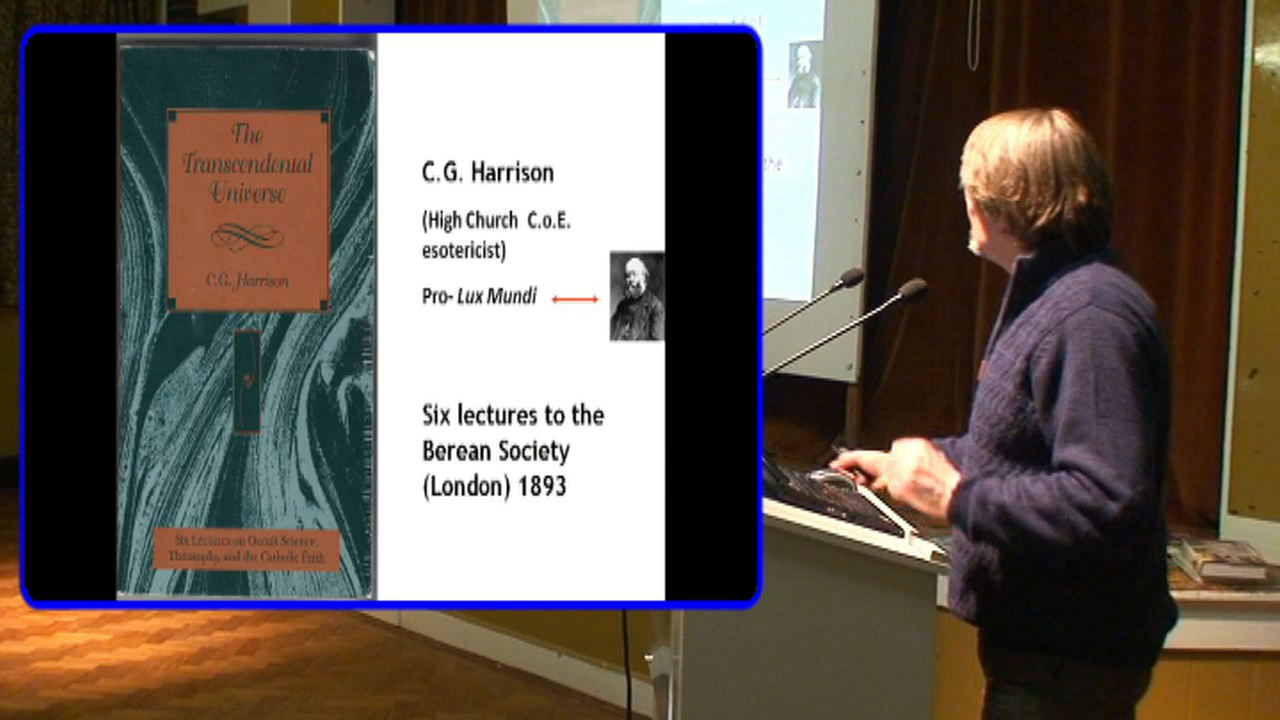 The
Transcendental
Universe
C.G. Harrison
Six Lectures on Occult Science,
Theosophy, and the Catholic Faith
C.G. Harrison
(High Church C.o.E.
esotericist)
Pro- Lux Mundi
Six lectures to the
Berean Society
(London) 1893
the